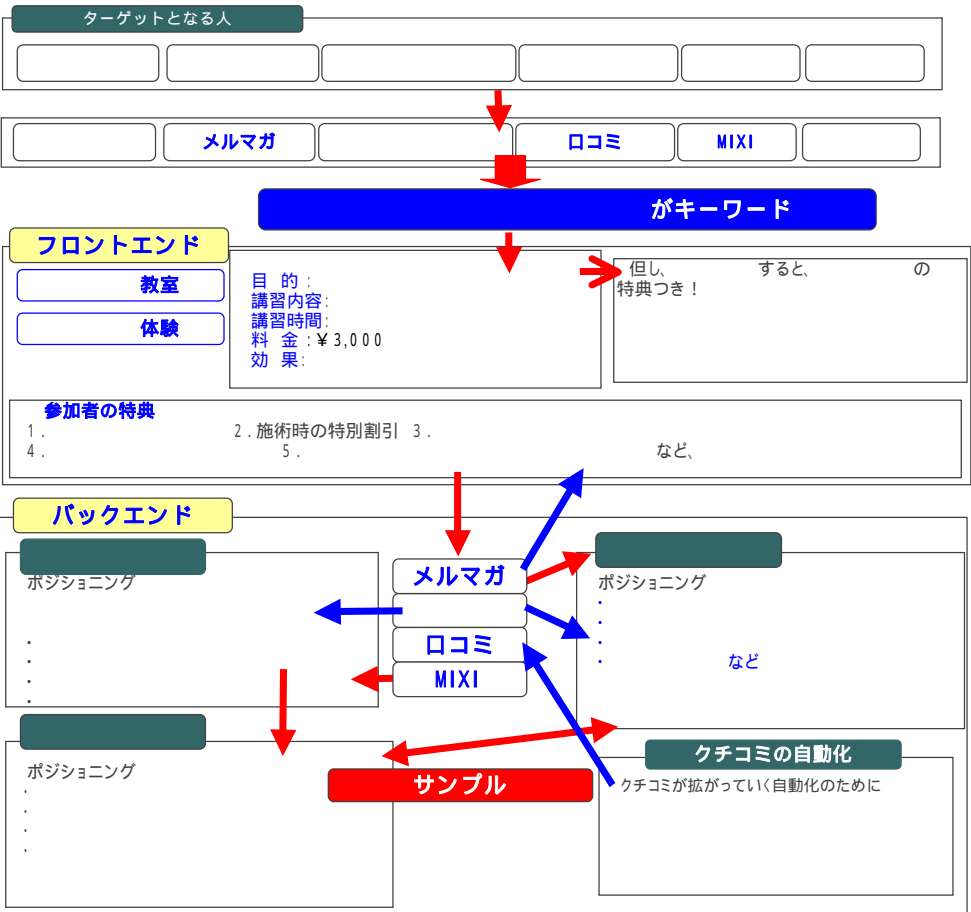 ターゲットとなる人
メルマガ 口コミ MIXI
がキーワード
フロントエンド
教室
体験
目 的:
講習内容:
講習時間:
料 金:¥3,000
効 果:
但し、 すると、 の
特典つき!
参加者の特典
1. 2.施術時の特別割引 3.
4. 5. など、
バックエンド
ポジショニング
・
・
・
・
メルマガ
口コミ
MIXI
ポジショニング
・
・
・
・ など
ポジショニング
・
・
・
・
サンプル
クチコミの自動化
クチコミが拡がっていく自動化のために